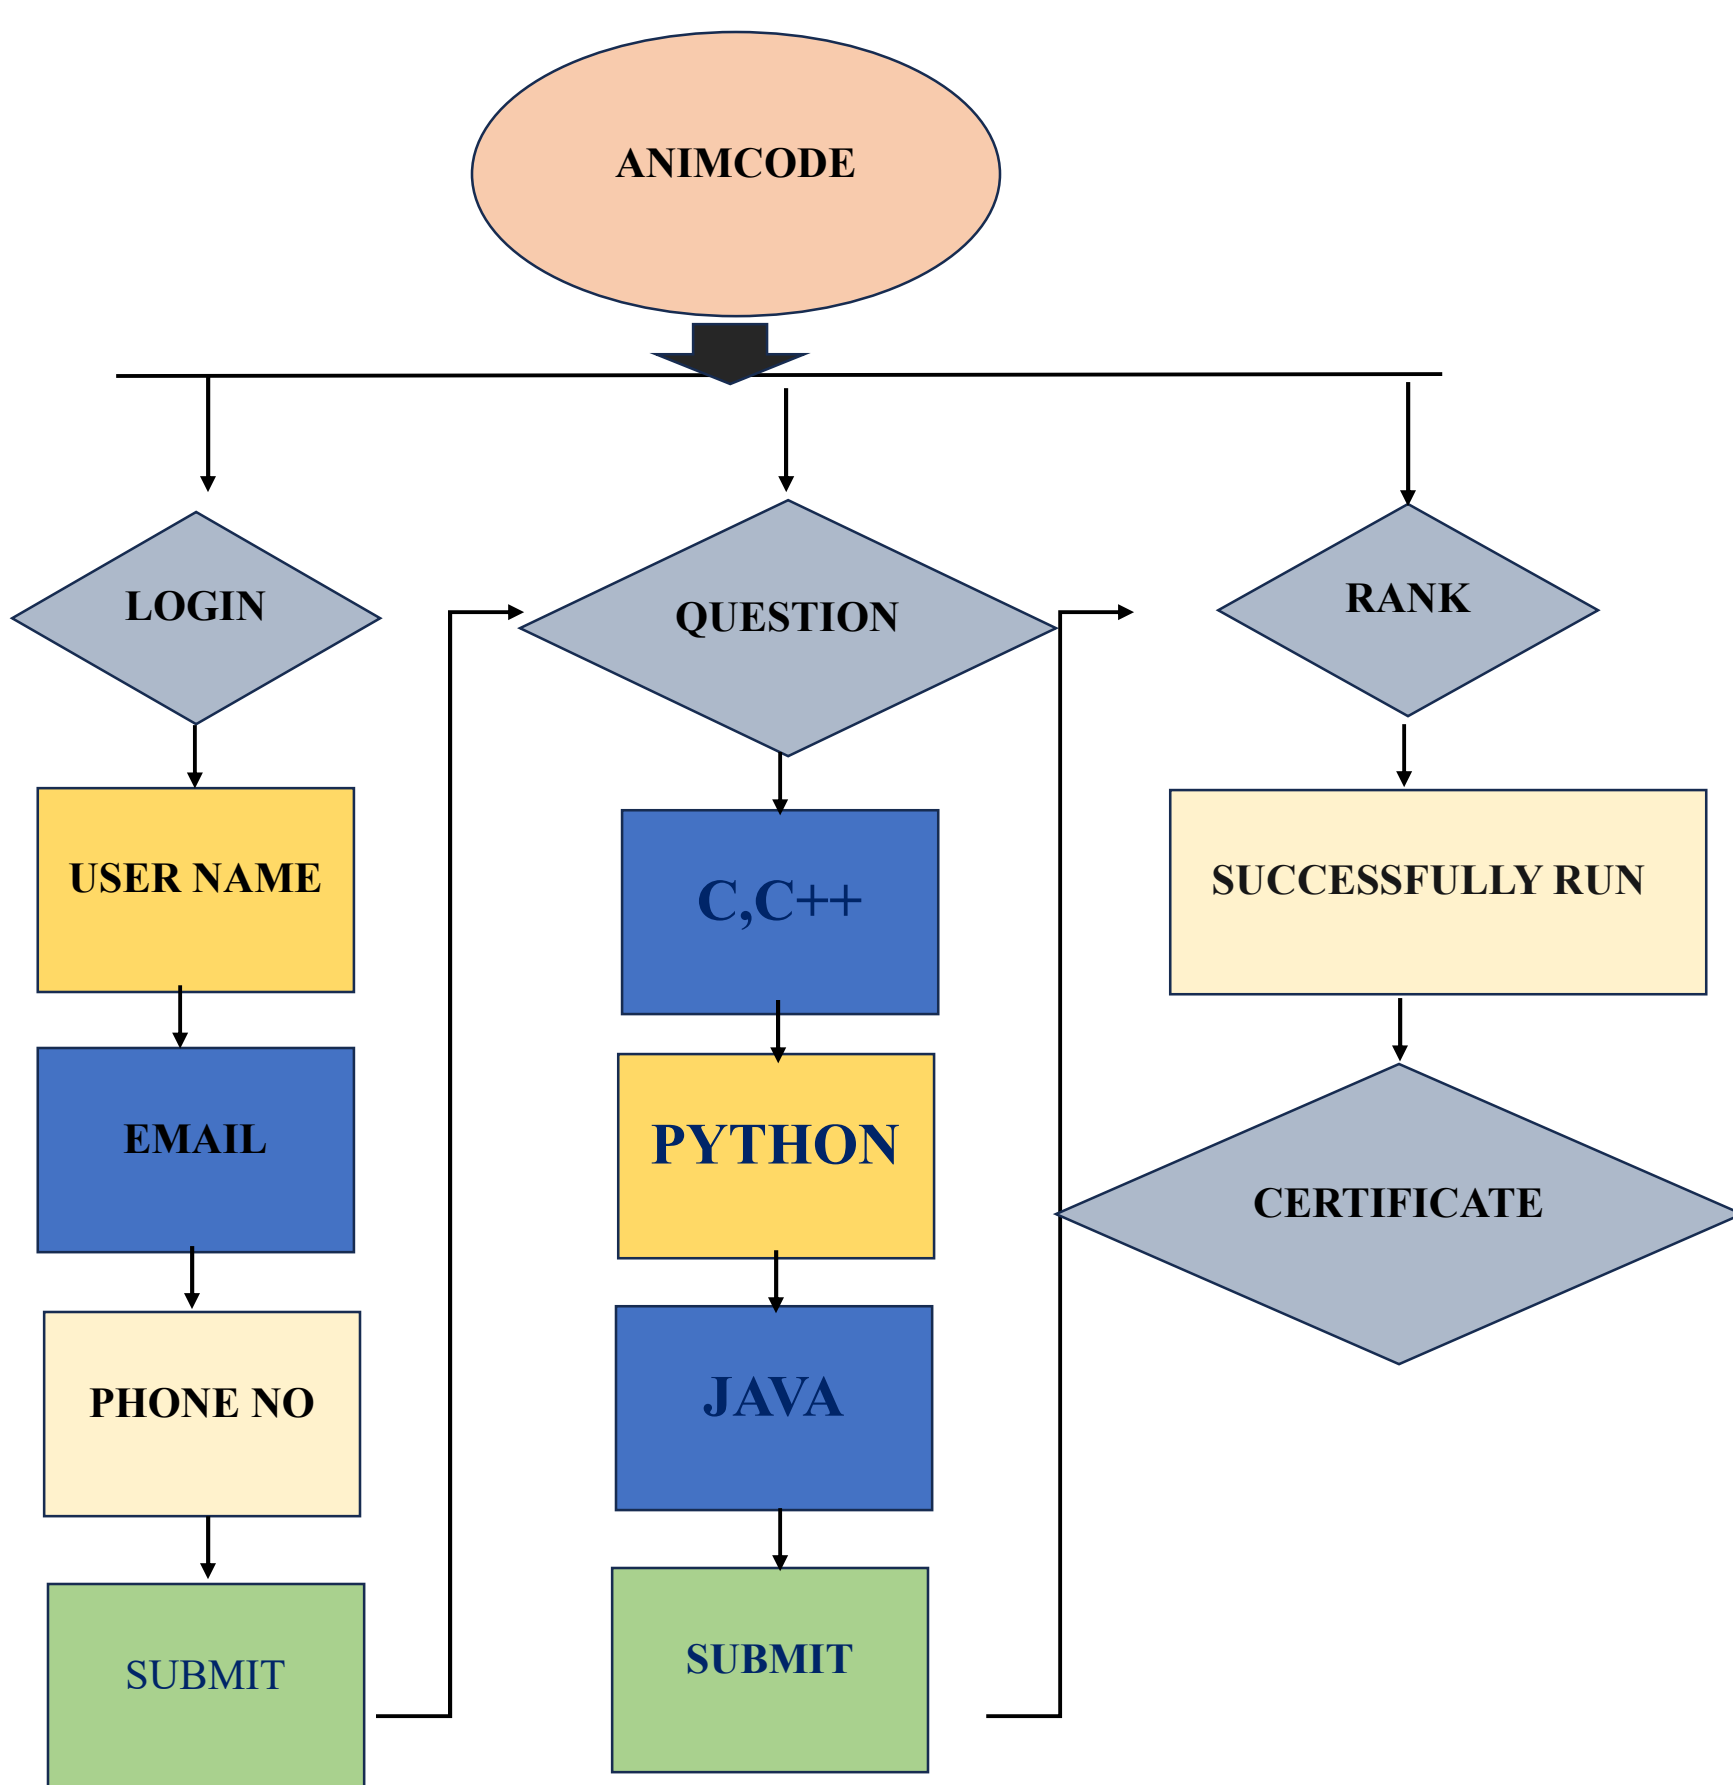 ANIMCODE
LOGIN
USER NAME
EMAIL
PHONE NO
SUBMIT
QUESTION
C,C++
PYTHON
JAVA
SUBMIT
RANK
SUCCESSFULLY RUN
CERTIFICATE